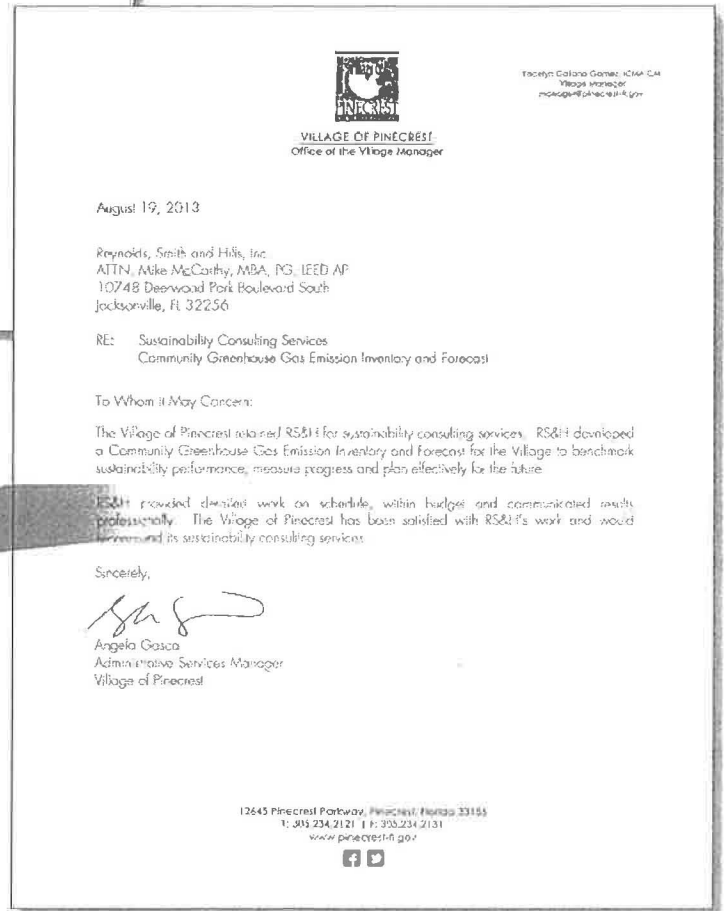 PINECREST
Village Manager
VILLAGE OF PINECREST
Office of the Village Manager
August 19, 2013
Reynolds, Smith and Hills, Inc.
ATTN, Mike McCarthy, MBA, PG, LEED AP
10748 Deerwood Park Boulevard South
Jacksonville, FL 32256
RE: Sustainability Consulting Services
Community Greenhouse Gas Emission Inventory and Forecast
To Whom it May Concern:
The Village of Pinecrest retained RS&H for sustainability consulting services. RS&H developed
a Community Greenhouse Gas Emission Inventory and Forecast for the Village to benchmark
sustainability performance, measure progress and plan effectively for the future
RS&H provided detailed work on schedule, within budget and communicated results
professionally. The Village of Pinecrest has been satisfied with RS&H's work and would
recommend its sustainability consulting services
Sincerely,
Angela Gasca
Administrative Services Manager
Village of Pinecrest
12645 Pinecrest Parkway, Pinecrest, Florida 33156
T: 305.234.2121 | F: 305.234.2131
www.pinecrest-fl.gov